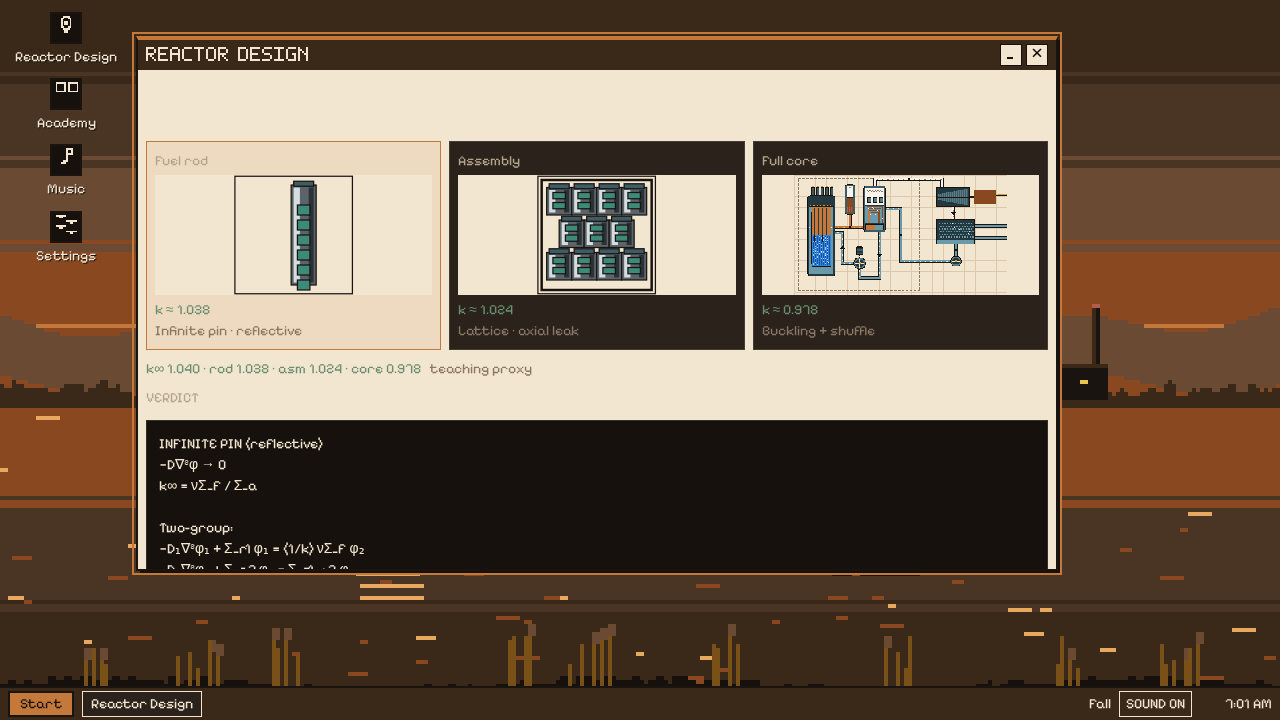 Reactor Design
Academy
Music
Settings
REACTOR DESIGN
Fuel rod
k ≈ 1.038
Infinite pin · reflective
Assembly
k ≈ 1.024
Lattice · axial leak
Full core
k ≈ 0.978
Buckling + shuffle
k∞ 1.040 · rod 1.038 · asm 1.024 · core 0.978 teaching proxy
VERDICT
INFINITE PIN (reflective)
−D∇²φ → 0
k∞ = νΣ_f / Σ_a
Two-group:
−D₁∇²φ₁ + Σ_r1 φ₁ = (1/k) νΣ_f φ₂
Start
Reactor Design
Fall
SOUND ON
7:01 AM